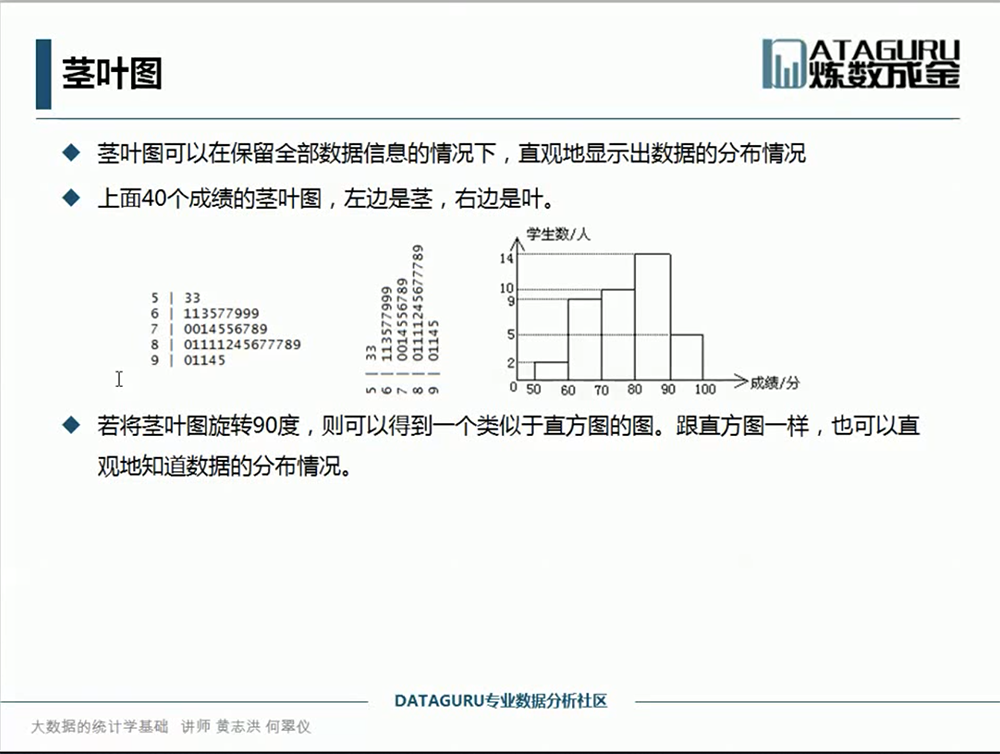 茎叶图
ATAGURU
炼数成金
茎叶图可以在保留全部数据信息的情况下，直观地显示出数据的分布情况
上面40个成绩的茎叶图，左边是茎，右边是叶。
5 | 33
6 | 113577999
7 | 0014556789
8 | 01111245677789
9 | 01145
5 | 33
6 | 113577999
7 | 0014556789
8 | 01111245677789
9 | 01145
学生数/人
14
10
9
5
2
0 50 60 70 80 90 100 成绩/分
若将茎叶图旋转90度，则可以得到一个类似于直方图的图。跟直方图一样，也可以直
观地知道数据的分布情况。
DATAGURU专业数据分析社区
大数据的统计学基础 讲师 黄志洪 何翠仪